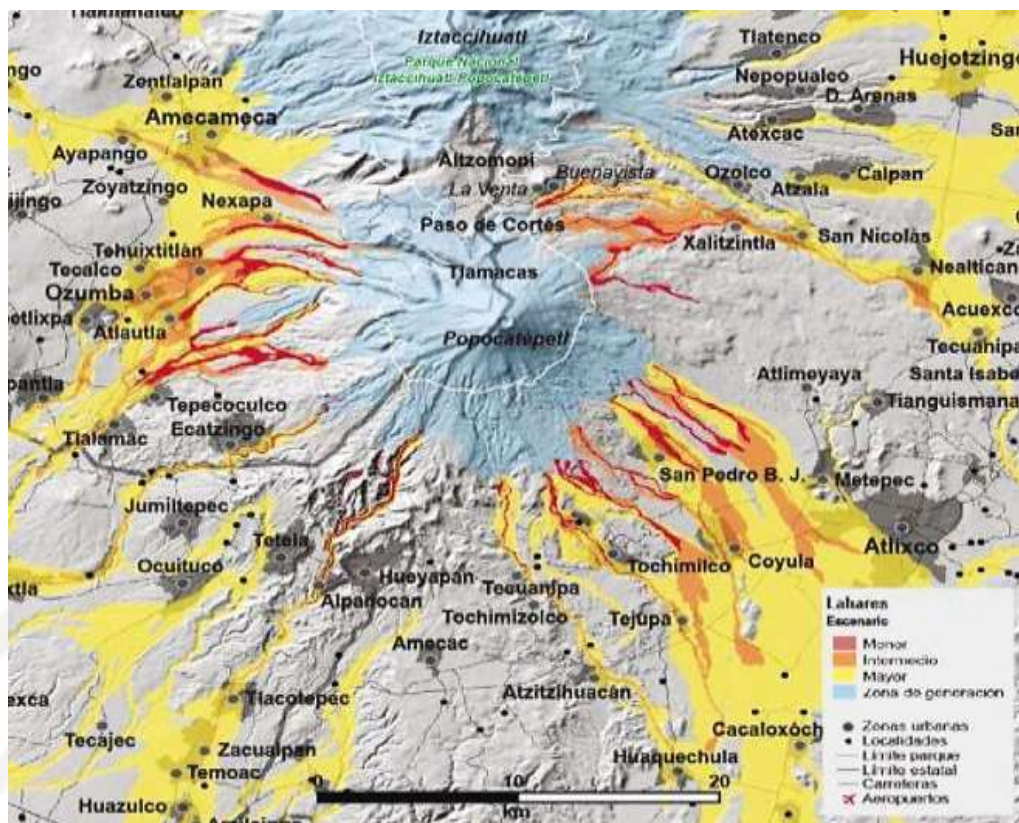 Tlatenco
Iztaccihuatl
Parque Nacional
Iztaccihuatl-Popocatépetl
Huejotzingo
Zentlalpan
Nepopualco
D. Arenas
Amecameca
Atexcac
Ayapango
Altzomoni
Buenavista
Ozolco
Calpan
Zoyatzingo
La Venta
Atzala
Nexapa
Paso de Cortés
Xalitzintla
San Nicolás
Tehuixtitlán
Tecalco
Tlamacas
Nealtican
Ozumba
Acuexco
Atlautla
Popocatépetl
Tecuanipa
Atlimeyaya
Santa Isabe
Tepecoculco
Tianguismana
Ecatzingo
Tlalamac
San Pedro B. J.
Metepec
Jumiltepec
Atlixco
Tetela
Coyula
Ocuituco
Hueyapan
Tochimilco
Alpanocan
Tecuanipa
Tochimizolco
Tejupa
Amecac
Tlacotepec
Atzitzihuacán
Tecajec
Cacaloxóch
Zacualpan
Huaquechula
Temoac
Huazulco
0 10 20
km
Lahares
Escenario
Menor
Intermedio
Mayor
Zona de generación
Zonas urbanas
Localidades
Límite parque
Límite estatal
Carreteras
Aeropuertos